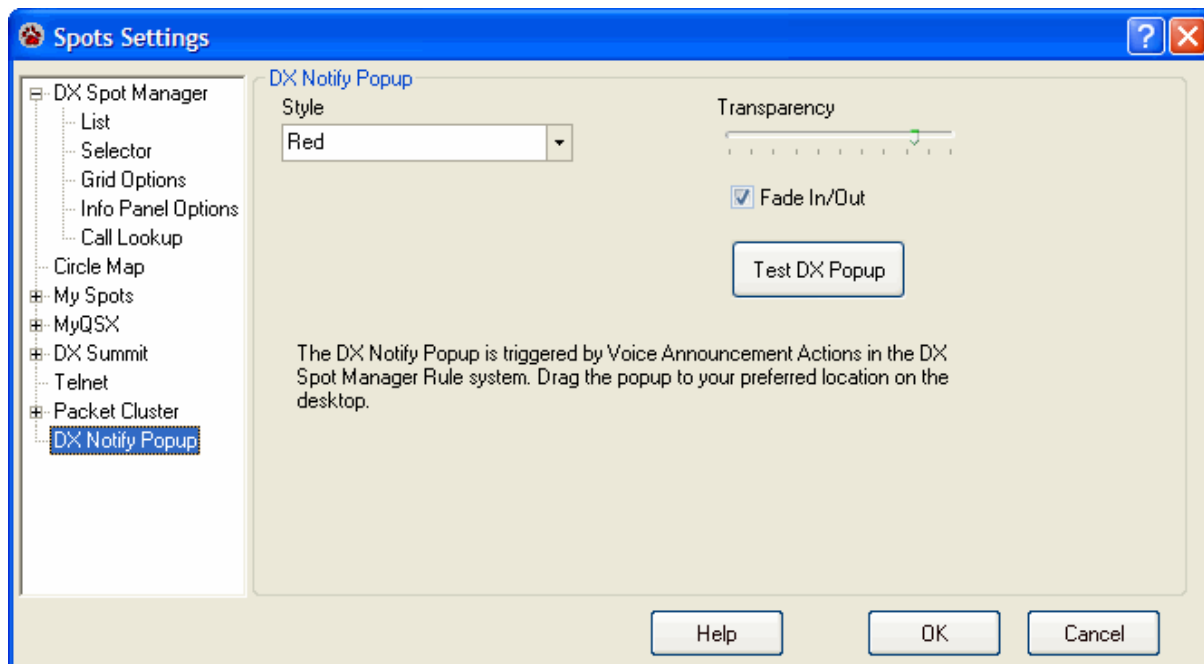 Spots Settings
DX Spot Manager
List
Selector
Grid Options
Info Panel Options
Call Lookup
Circle Map
My Spots
MyQSX
DX Summit
Telnet
Packet Cluster
DX Notify Popup
DX Notify Popup
Style
Red
Transparency
Fade In/Out
Test DX Popup
The DX Notify Popup is triggered by Voice Announcement Actions in the DX
Spot Manager Rule system. Drag the popup to your preferred location on the
desktop.
Help
OK
Cancel